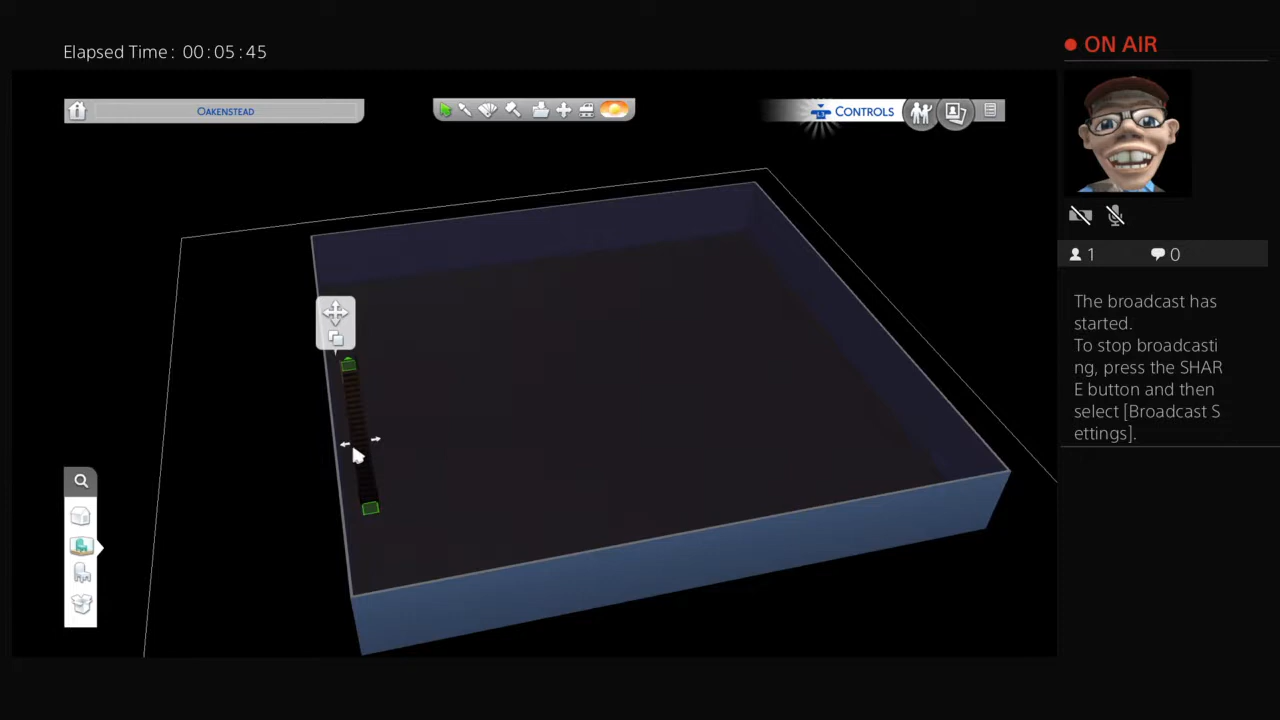 Elapsed Time: 00:05:45
ON AIR
OAKENSTEAD
CONTROLS
1
0
The broadcast has
started.
To stop broadcasti
ng, press the SHAR
E button and then
select [Broadcast S
ettings].